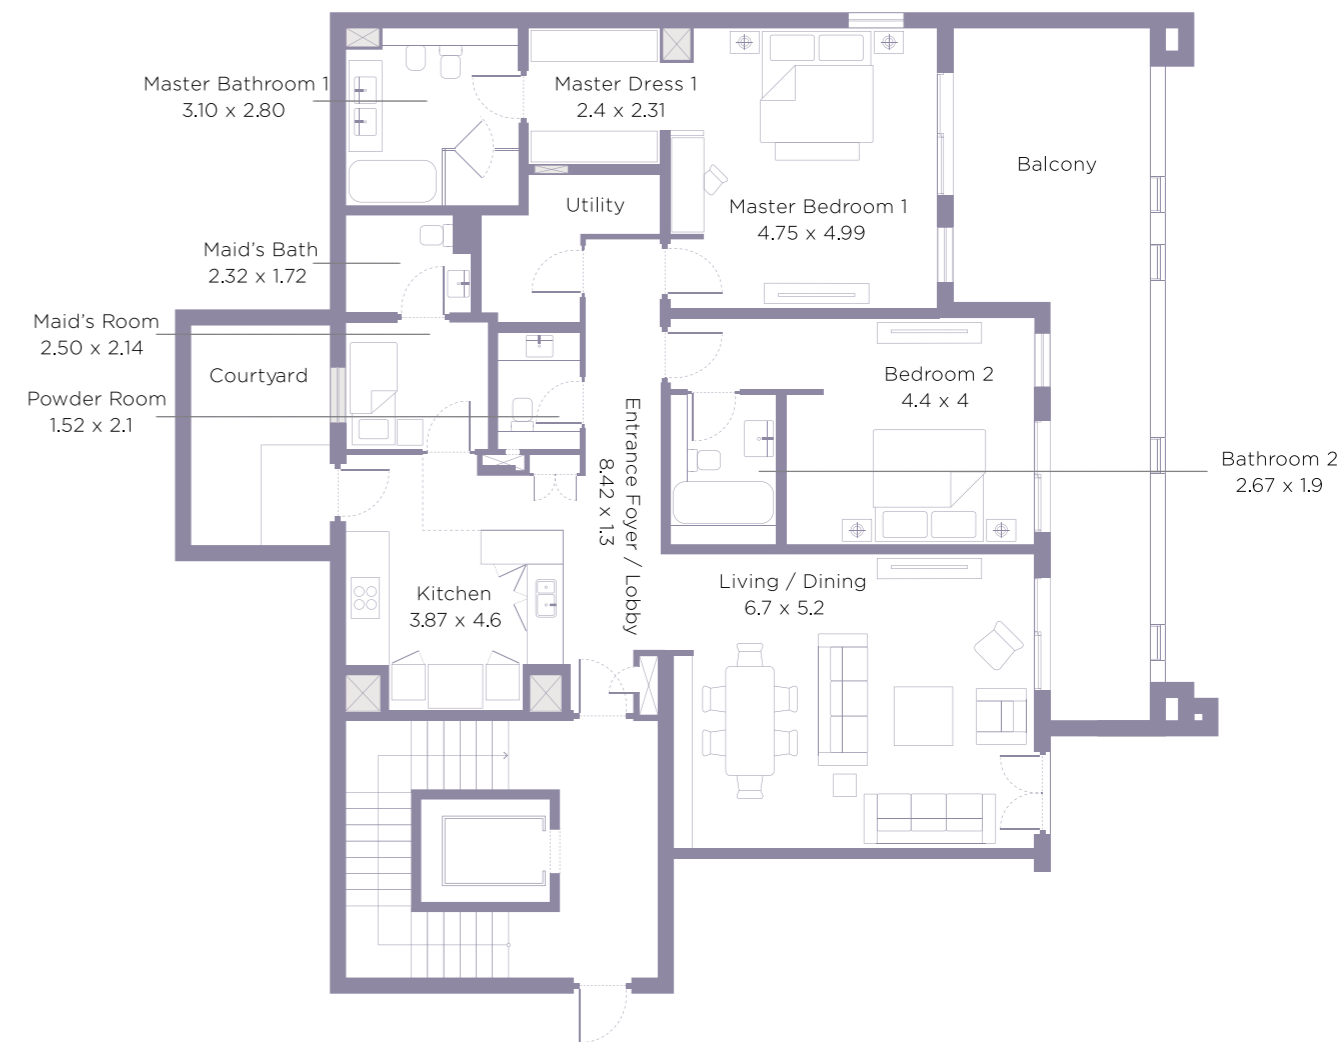 Master Bathroom 1
3.10 x 2.80
Master Dress 1
2.4 x 2.31
Balcony
Utility
Master Bedroom 1
4.75 x 4.99
Maid's Bath
2.32 x 1.72
Maid's Room
2.50 x 2.14
Courtyard
Powder Room
1.52 x 2.1
Bedroom 2
4.4 x 4
Entrance Foyer / Lobby
8.42 x 1.3
Bathroom 2
2.67 x 1.9
Kitchen
3.87 x 4.6
Living / Dining
6.7 x 5.2